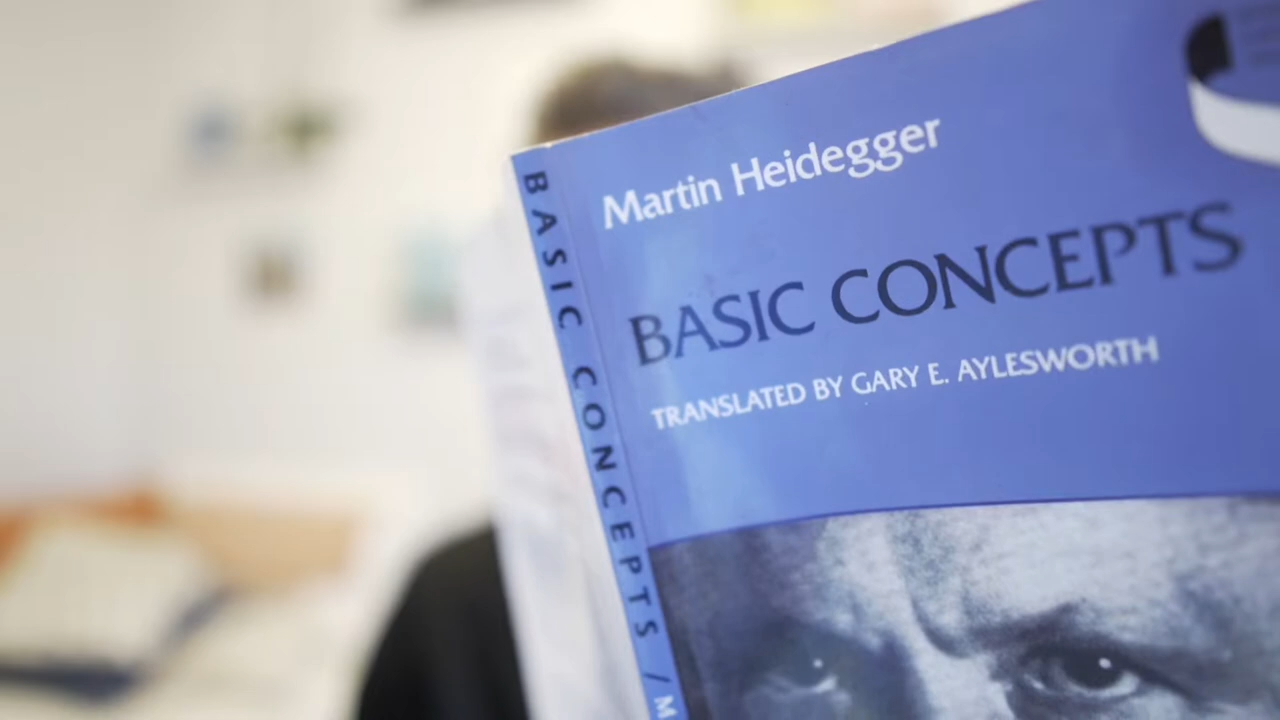 Martin Heidegger
BASIC CONCEPTS
TRANSLATED BY GARY E. AYLESWORTH
BASIC CONCEPTS / M